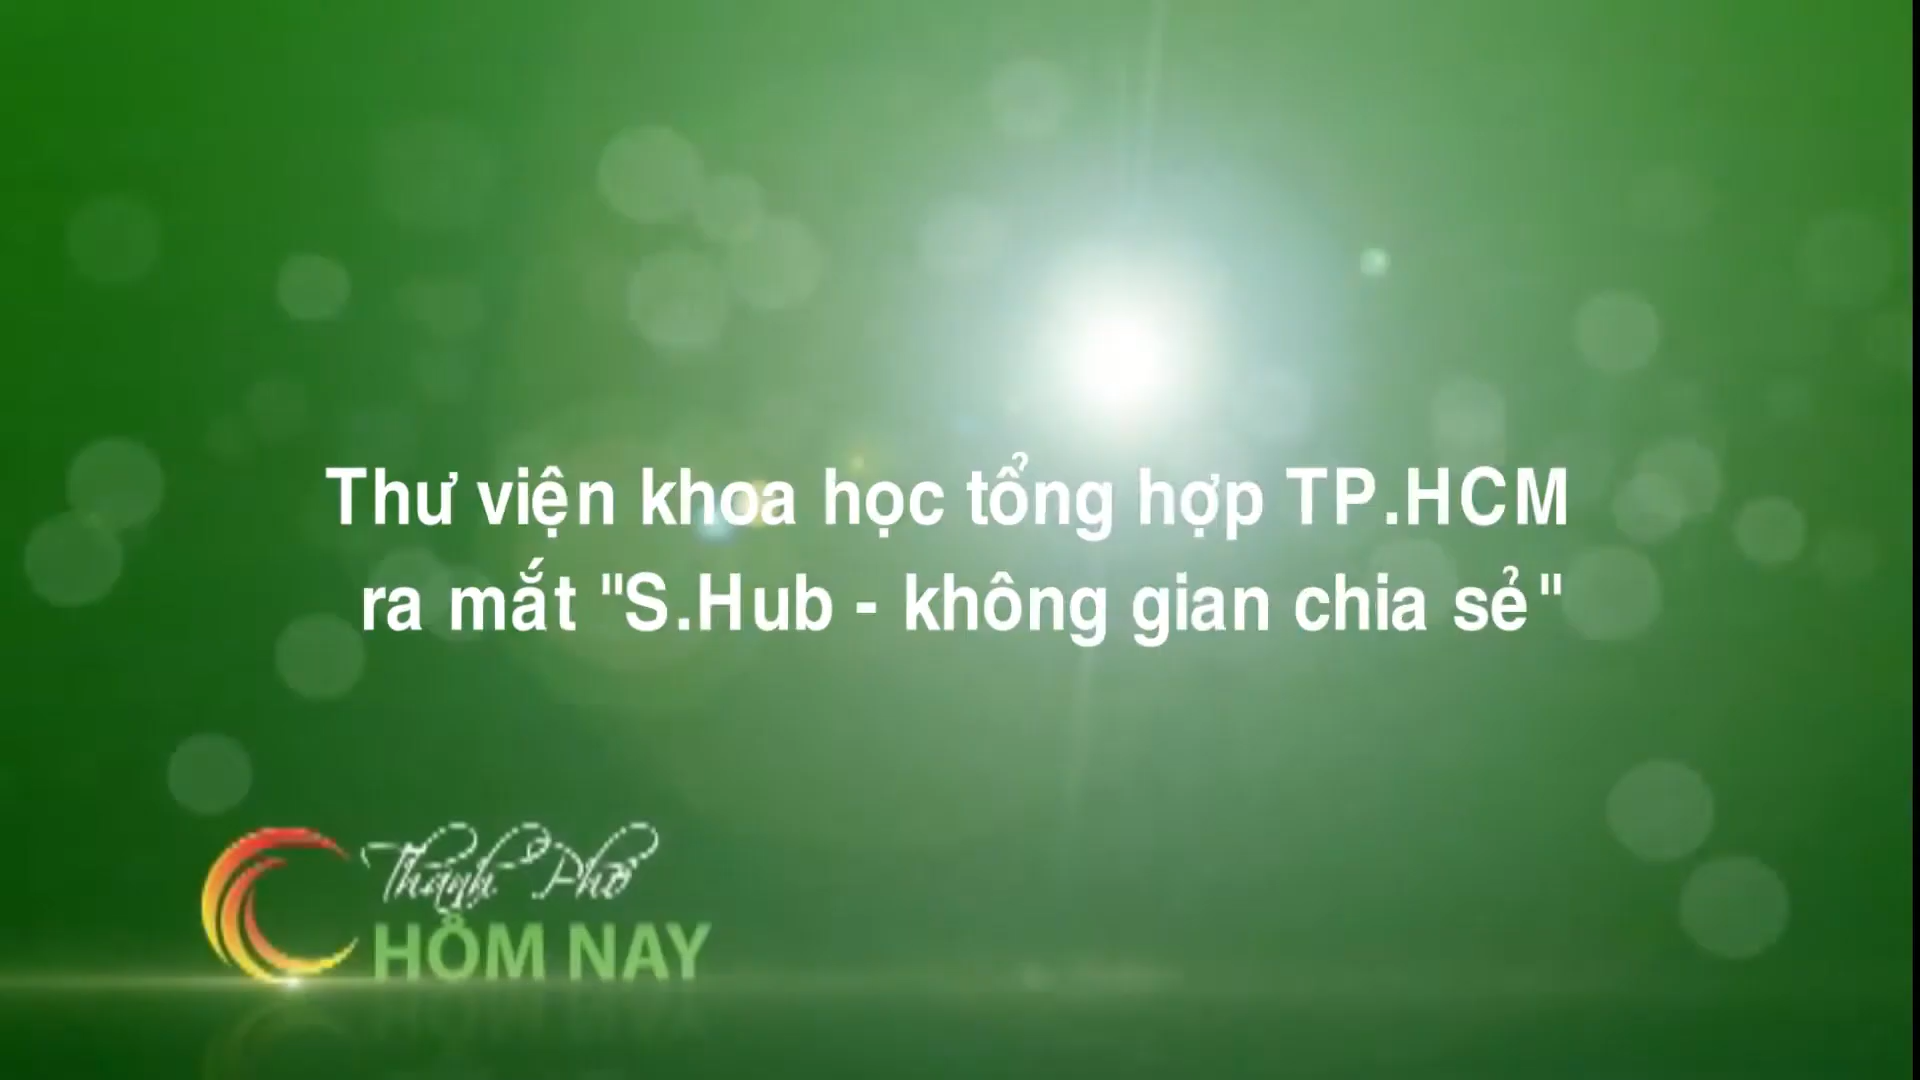 Thư viện khoa học tổng hợp TP.HCM
ra mắt "S.Hub - không gian chia sẻ"
Thành Phố
HÔM NAY